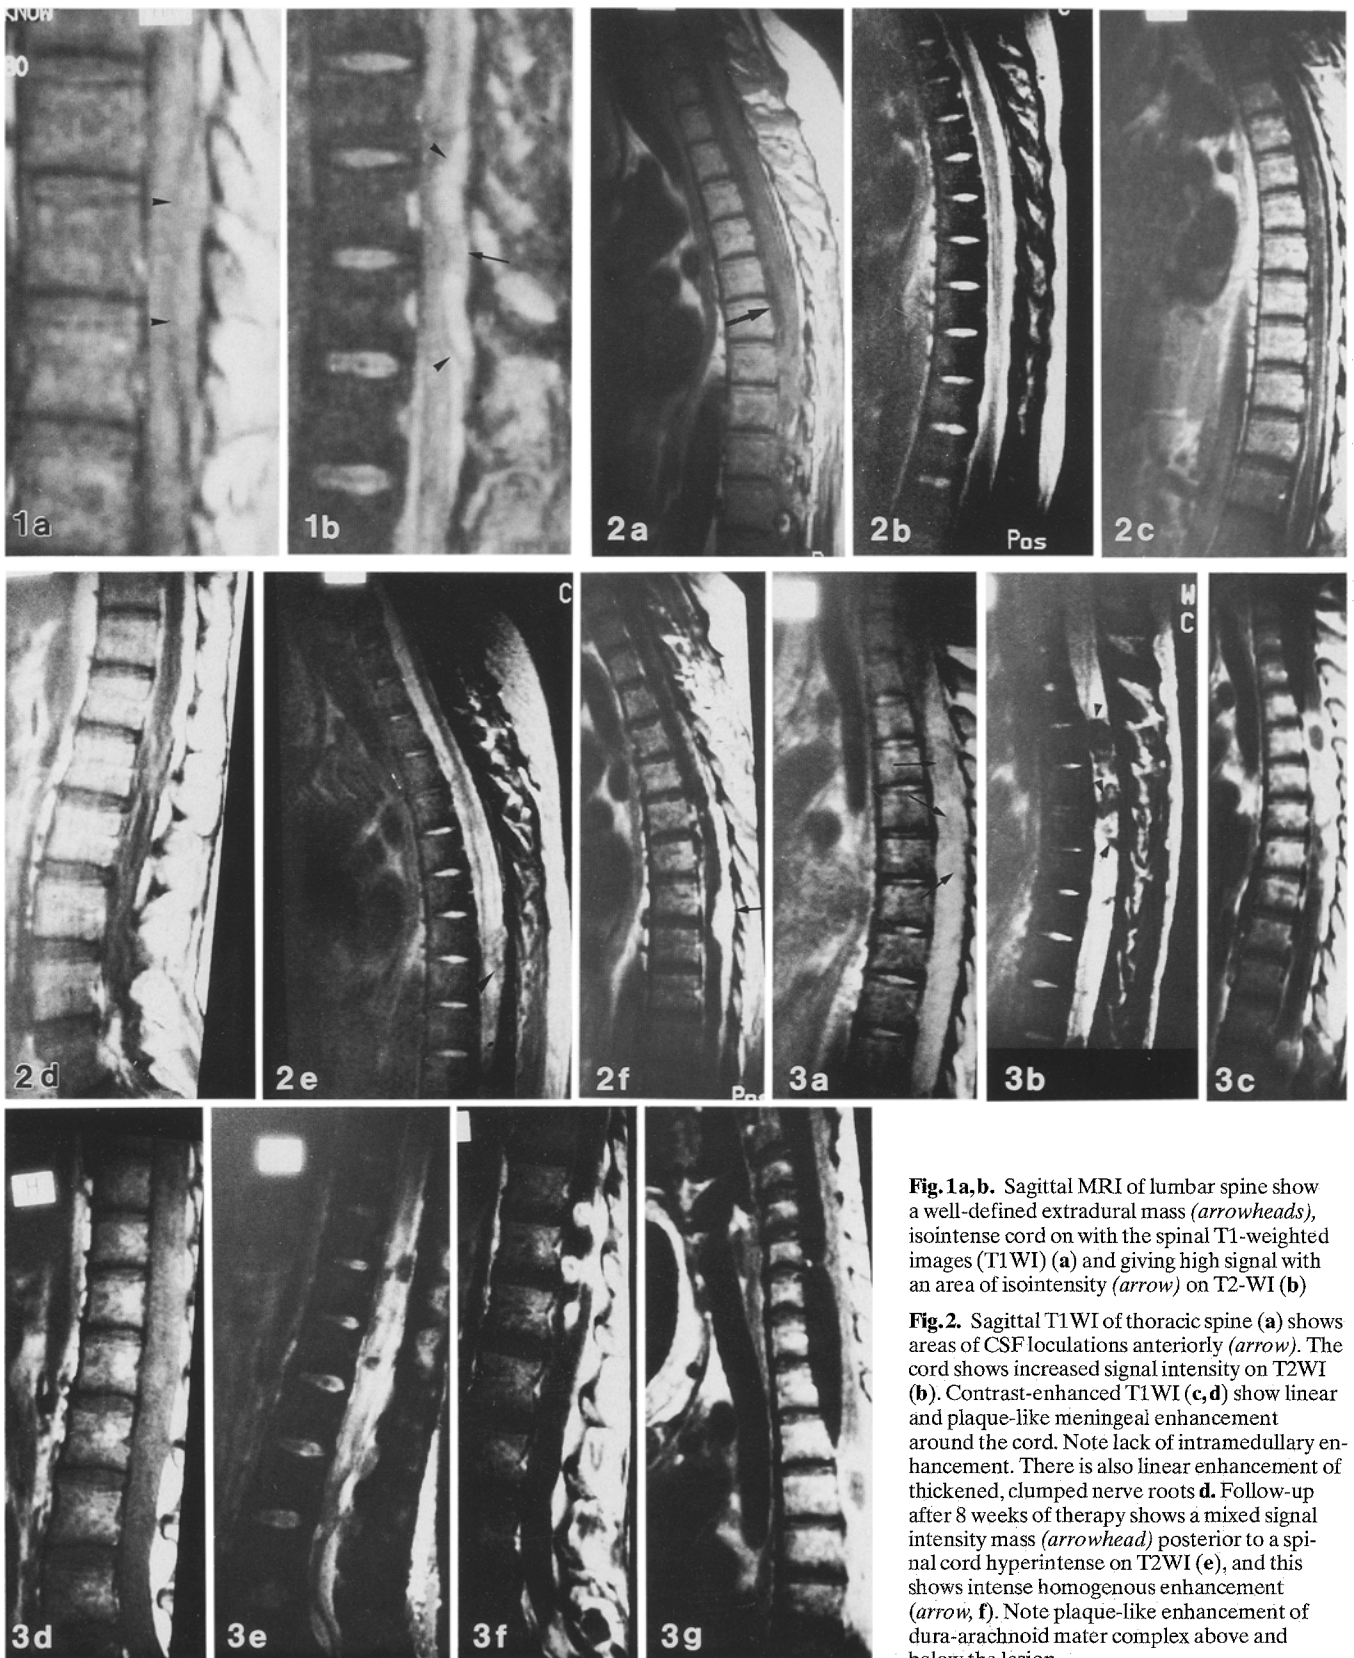 KNOW
80
1a
1b
2a
C
2b
Pos
2c
2d
C
2e
2f
Pos
3a
W
C
3b
3c
H
3d
3e
3f
3g
Fig.1a,b. Sagittal MRI of lumbar spine show
a well-defined extradural mass (arrowheads),
isointense cord on with the spinal T1-weighted
images (T1WI) (a) and giving high signal with
an area of isointensity (arrow) on T2-WI (b)
Fig.2. Sagittal T1WI of thoracic spine (a) shows
areas of CSF loculations anteriorly (arrow). The
cord shows increased signal intensity on T2WI
(b). Contrast-enhanced T1WI (c,d) show linear
and plaque-like meningeal enhancement
around the cord. Note lack of intramedullary en-
hancement. There is also linear enhancement of
thickened, clumped nerve roots d. Follow-up
after 8 weeks of therapy shows a mixed signal
intensity mass (arrowhead) posterior to a spi-
nal cord hyperintense on T2WI (e), and this
shows intense homogenous enhancement
(arrow, f). Note plaque-like enhancement of
dura-arachnoid mater complex above and
below the lesion